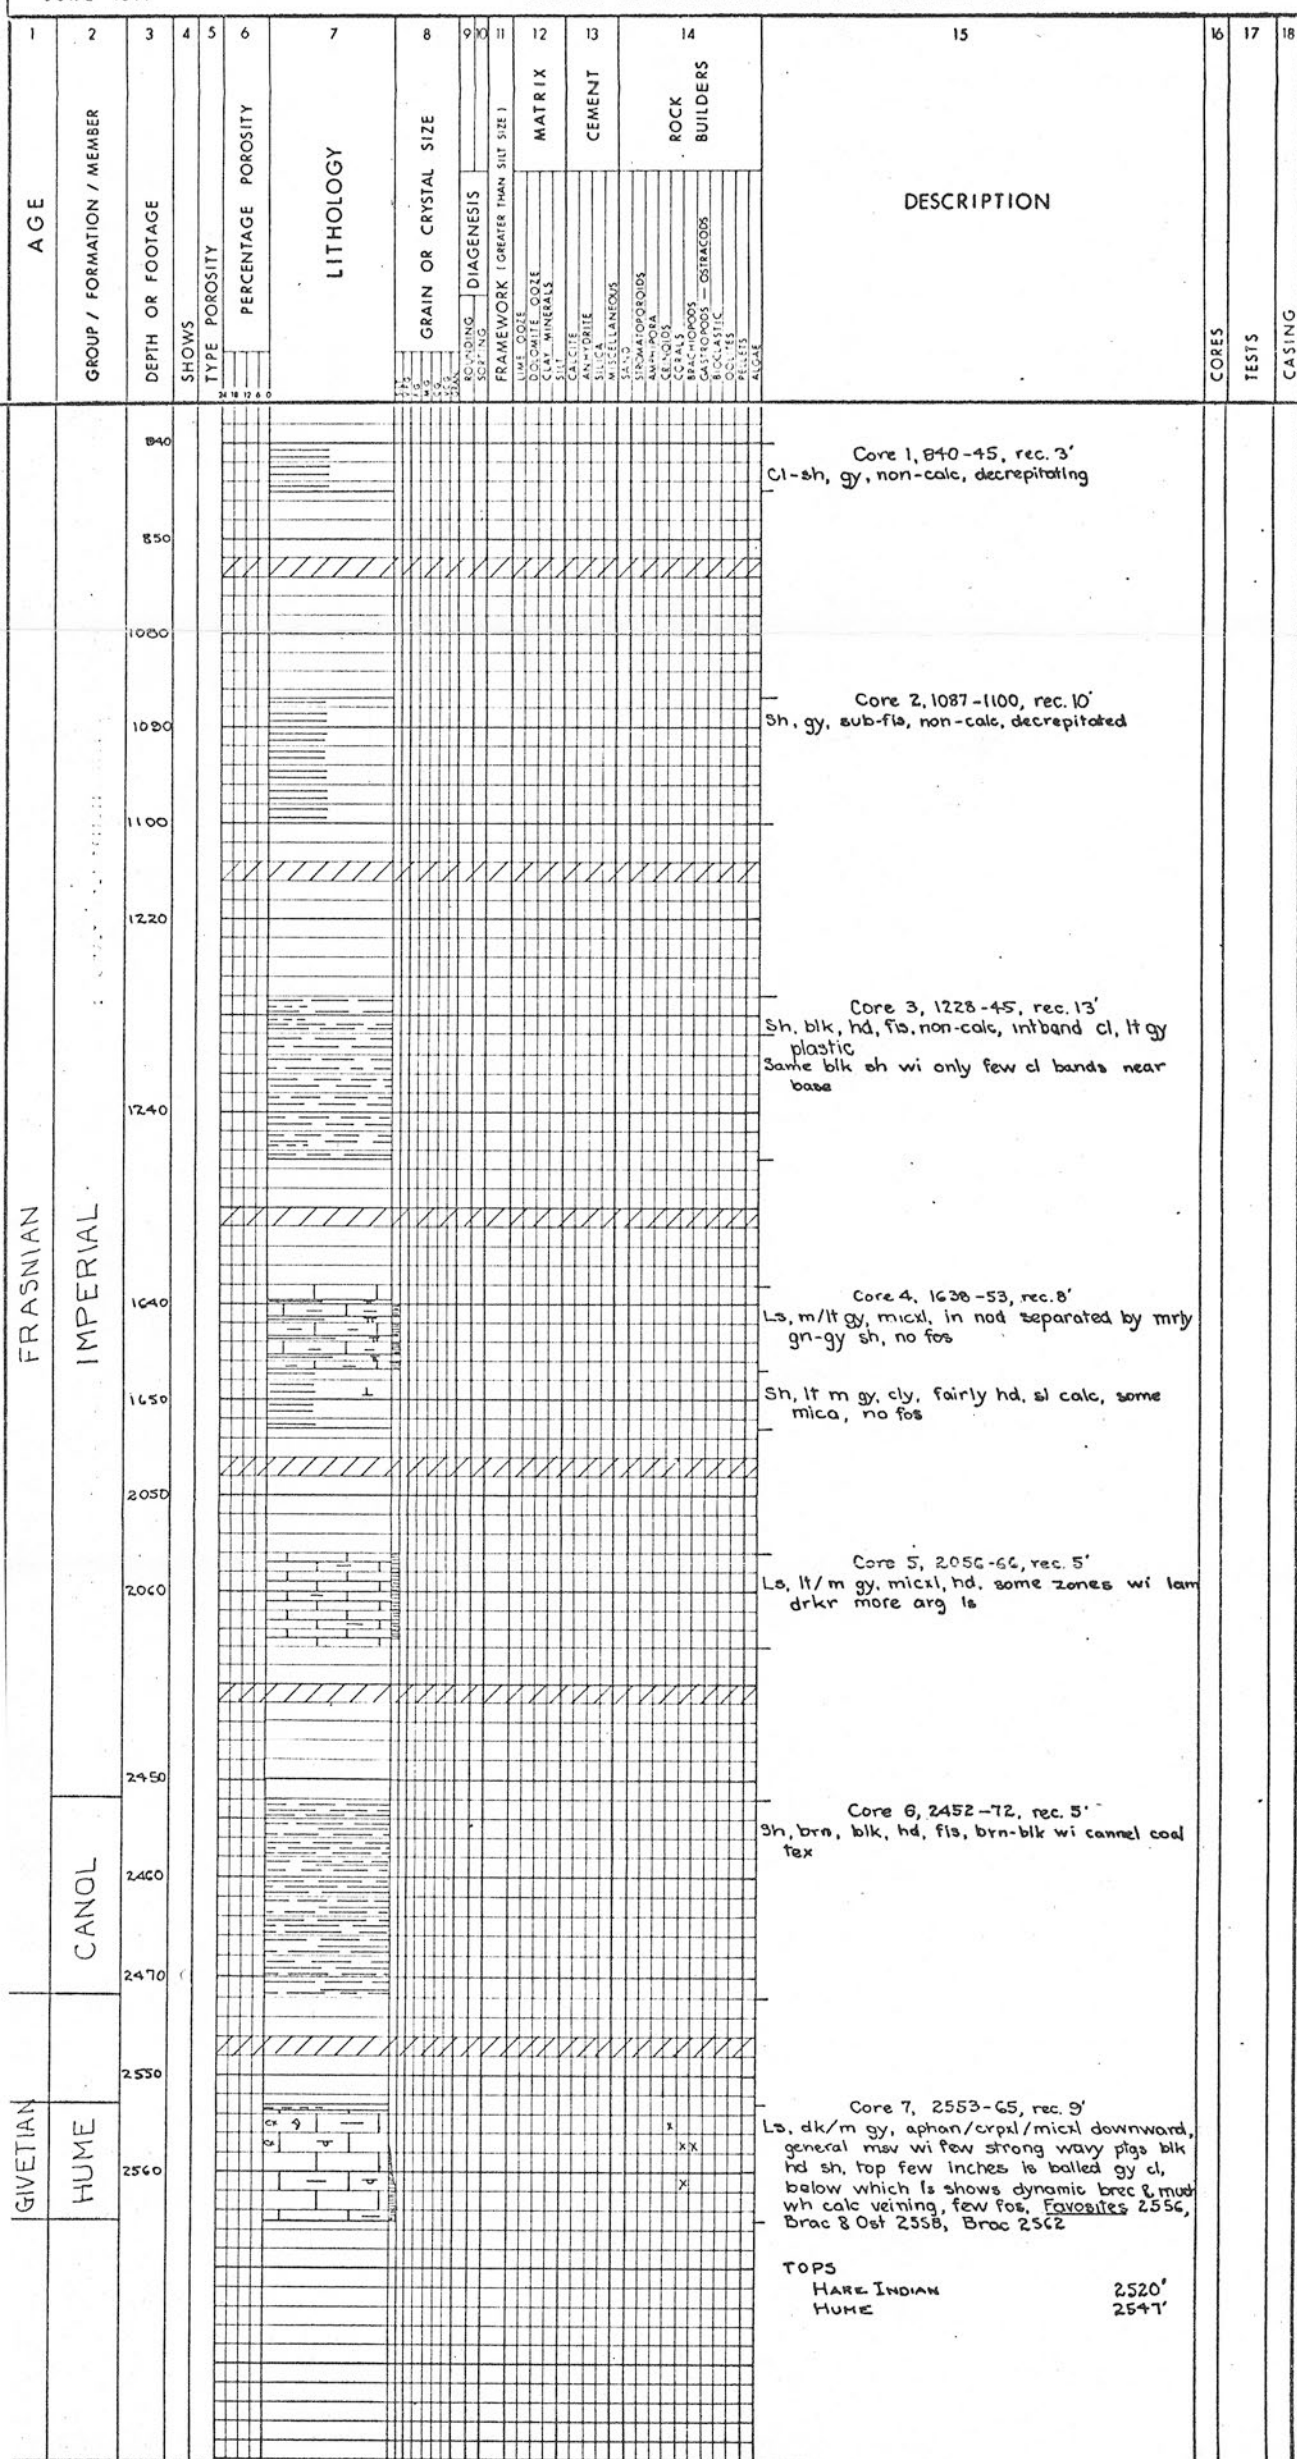 1 2 3 4 5 6 7 8 9 10 11 12 13 14 15 16 17 18
AGE
GROUP / FORMATION / MEMBER
DEPTH OR FOOTAGE
SHOWS
TYPE POROSITY
PERCENTAGE POROSITY
24 18 12 6 0
LITHOLOGY
GRAIN OR CRYSTAL SIZE
ROUNDING
SORTING
DIAGENESIS
FRAMEWORK ( GREATER THAN SILT SIZE )
MATRIX
LIME OOZE
DOLOMITE OOZE
CLAY MINERALS
SILT
CEMENT
CALCITE
ANHYDRITE
SILICA
MISCELLANEOUS
ROCK
BUILDERS
SAND
STROMATOPOROIDS
AMPHIPORA
CRINOIDS
CORALS
BRACHIOPODS
GASTROPODS — OSTRACODS
BIOCLASTIC
OOLITES
PELLETS
ALGAE
DESCRIPTION
CORES
TESTS
CASING
840
Core 1, 840-45, rec. 3'
Cl-sh, gy, non-calc, decrepitating
850
1080
Core 2, 1087-1100, rec. 10'
Sh, gy, sub-fis, non-calc, decrepitated
1090
1100
1220
Core 3, 1228-45, rec. 13'
Sh, blk, hd, fis, non-calc, intband cl, lt gy
plastic
Same blk sh wi only few cl bands near
base
1240
FRASNIAN
IMPERIAL
Core 4, 1638-53, rec. 8'
1640
Ls, m/lt gy, micxl, in nod separated by mrly
gn-gy sh, no fos
1650
Sh, lt m gy, cly, fairly hd, sl calc, some
mica, no fos
2050
Core 5, 2056-66, rec. 5'
2060
Ls, lt/m gy, micxl, hd, some zones wi lam
drkr more arg ls
2450
Core 6, 2452-72, rec. 5'
Sh, brn, blk, hd, fis, brn-blk wi cannel coal
tex
2460
CANOL
2470
2550
GIVETIAN
HUME
Core 7, 2553-65, rec. 9'
Ls, dk/m gy, aphan/crpxl/micxl downward,
general msv wi few strong wavy ptgs blk
2560
hd sh, top few inches is balled gy cl,
below which ls shows dynamic brec & much
wh calc veining, few fos, Favosites 2556,
Brac & Ost 2558, Brac 2562
TOPS
HARE INDIAN 2520'
HUME 2547'